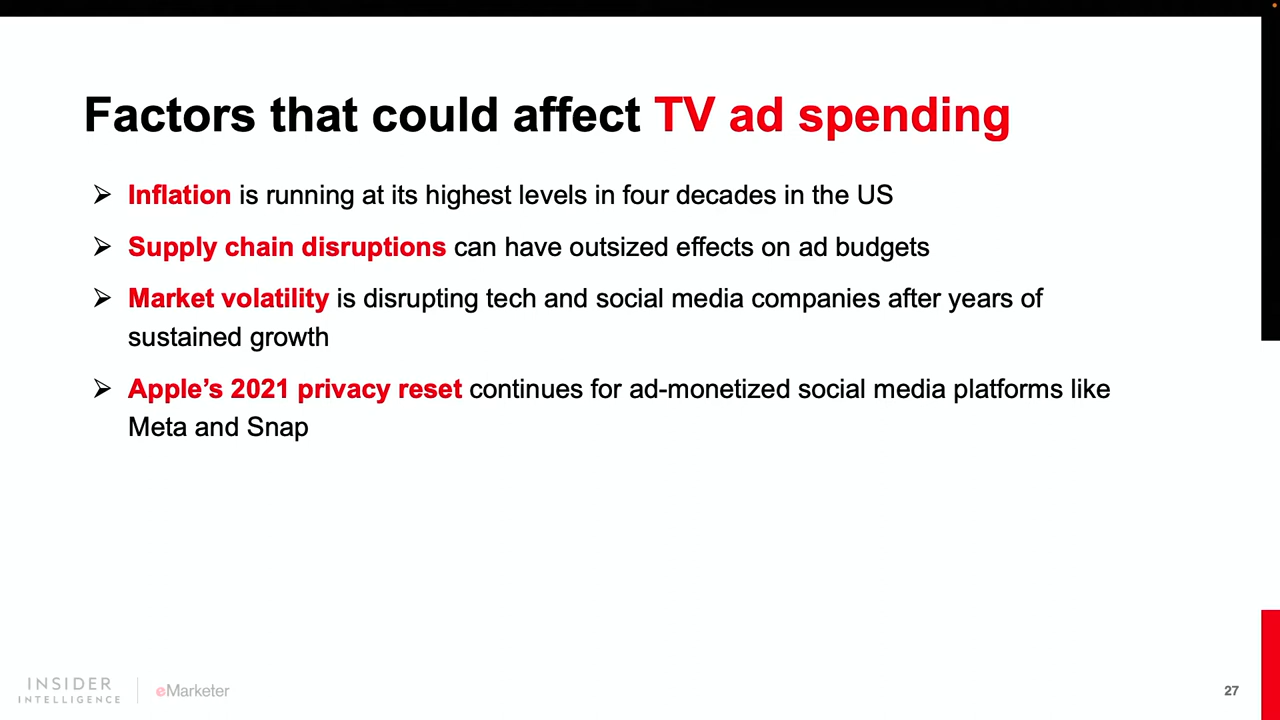 Factors that could affect TV ad spending
➢ Inflation is running at its highest levels in four decades in the US
➢ Supply chain disruptions can have outsized effects on ad budgets
➢ Market volatility is disrupting tech and social media companies after years of
sustained growth
➢ Apple’s 2021 privacy reset continues for ad-monetized social media platforms like
Meta and Snap
INSIDER
INTELLIGENCE
eMarketer
27